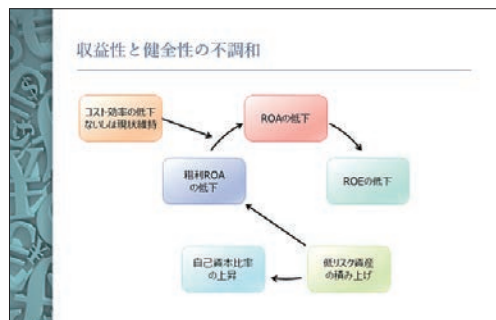 収益性と健全性の不調和
コスト効率の低下
ないしは現状維持
ROAの低下
粗利ROA
の低下
ROEの低下
自己資本比率
の上昇
低リスク資産
の積み上げ